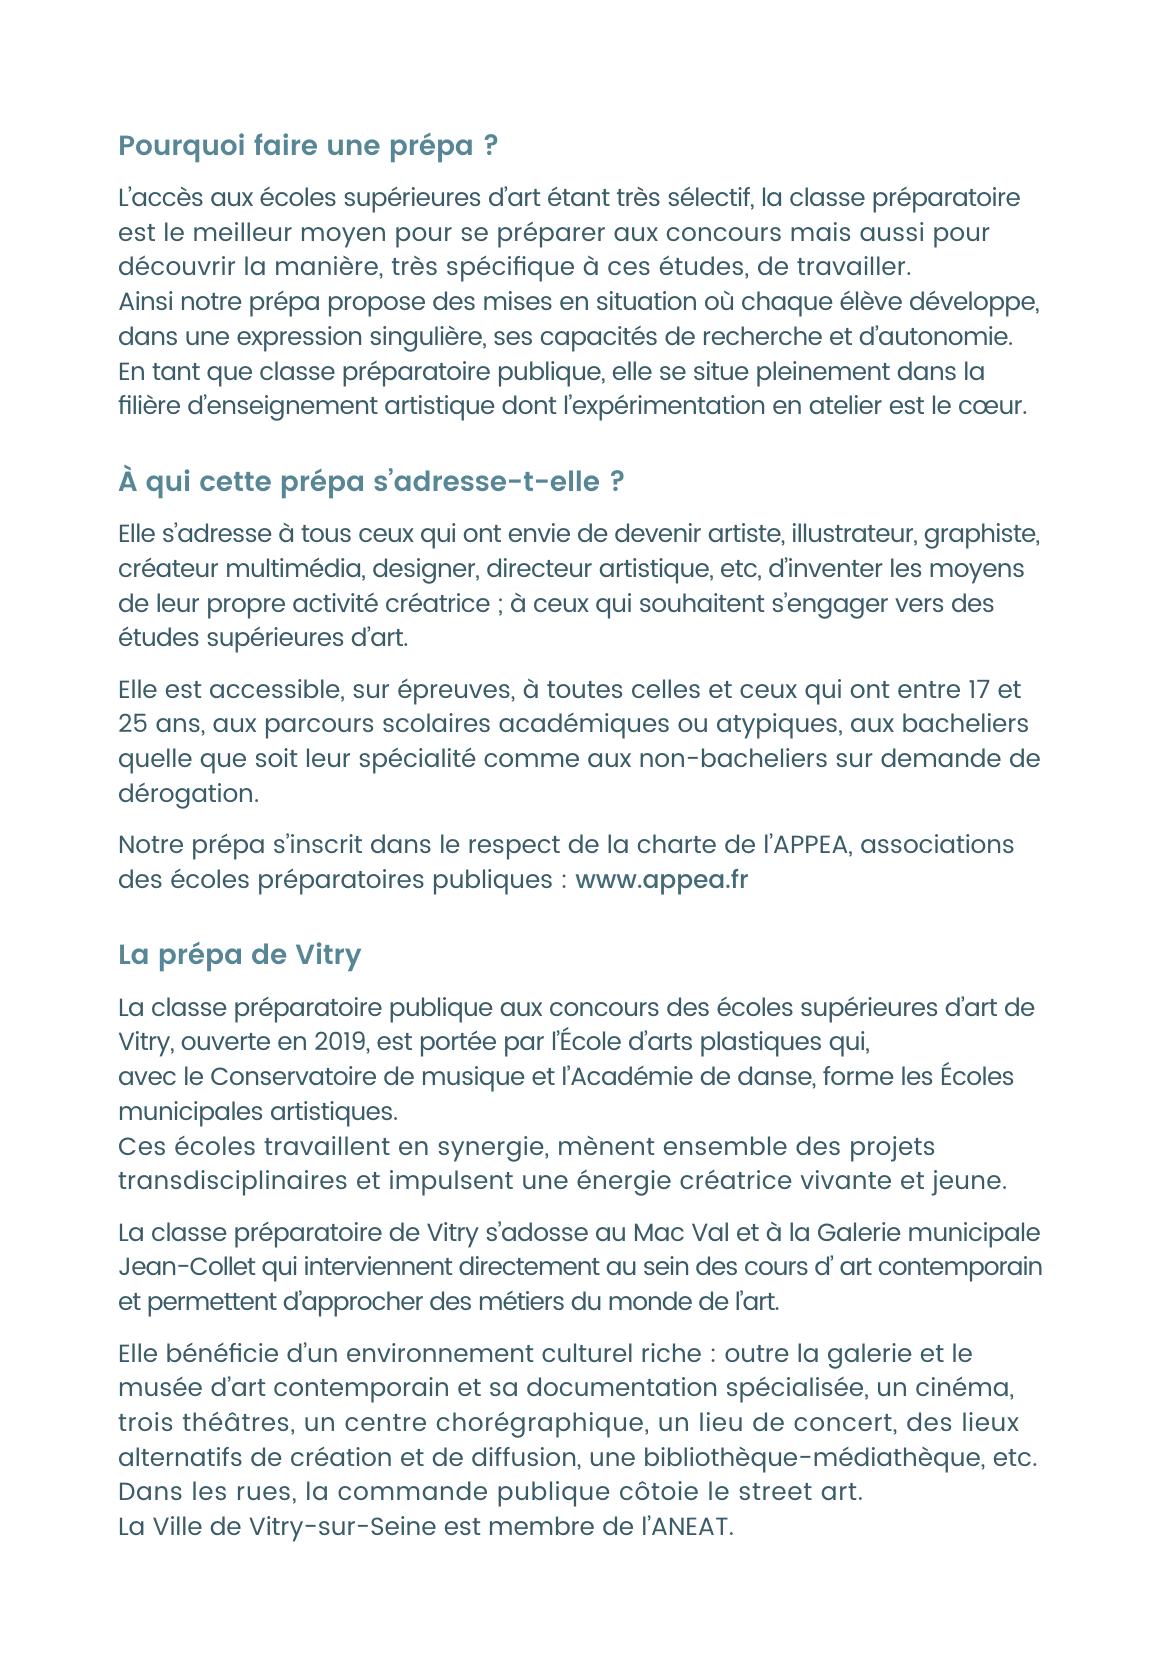 Pourquoi faire une prépa ?
L’accès aux écoles supérieures d’art étant très sélectif, la classe préparatoire
est le meilleur moyen pour se préparer aux concours mais aussi pour
découvrir la manière, très spécifique à ces études, de travailler.
Ainsi notre prépa propose des mises en situation où chaque élève développe,
dans une expression singulière, ses capacités de recherche et d’autonomie.
En tant que classe préparatoire publique, elle se situe pleinement dans la
filière d’enseignement artistique dont l’expérimentation en atelier est le cœur.
À qui cette prépa s’adresse-t-elle ?
Elle s’adresse à tous ceux qui ont envie de devenir artiste, illustrateur, graphiste,
créateur multimédia, designer, directeur artistique, etc, d’inventer les moyens
de leur propre activité créatrice ; à ceux qui souhaitent s’engager vers des
études supérieures d’art.
Elle est accessible, sur épreuves, à toutes celles et ceux qui ont entre 17 et
25 ans, aux parcours scolaires académiques ou atypiques, aux bacheliers
quelle que soit leur spécialité comme aux non-bacheliers sur demande de
dérogation.
Notre prépa s’inscrit dans le respect de la charte de l’APPEA, associations
des écoles préparatoires publiques : www.appea.fr
La prépa de Vitry
La classe préparatoire publique aux concours des écoles supérieures d’art de
Vitry, ouverte en 2019, est portée par l’École d’arts plastiques qui,
avec le Conservatoire de musique et l’Académie de danse, forme les Écoles
municipales artistiques.
Ces écoles travaillent en synergie, mènent ensemble des projets
transdisciplinaires et impulsent une énergie créatrice vivante et jeune.
La classe préparatoire de Vitry s’adosse au Mac Val et à la Galerie municipale
Jean-Collet qui interviennent directement au sein des cours d’ art contemporain
et permettent d’approcher des métiers du monde de l’art.
Elle bénéficie d’un environnement culturel riche : outre la galerie et le
musée d’art contemporain et sa documentation spécialisée, un cinéma,
trois théâtres, un centre chorégraphique, un lieu de concert, des lieux
alternatifs de création et de diffusion, une bibliothèque-médiathèque, etc.
Dans les rues, la commande publique côtoie le street art.
La Ville de Vitry-sur-Seine est membre de l’ANEAT.